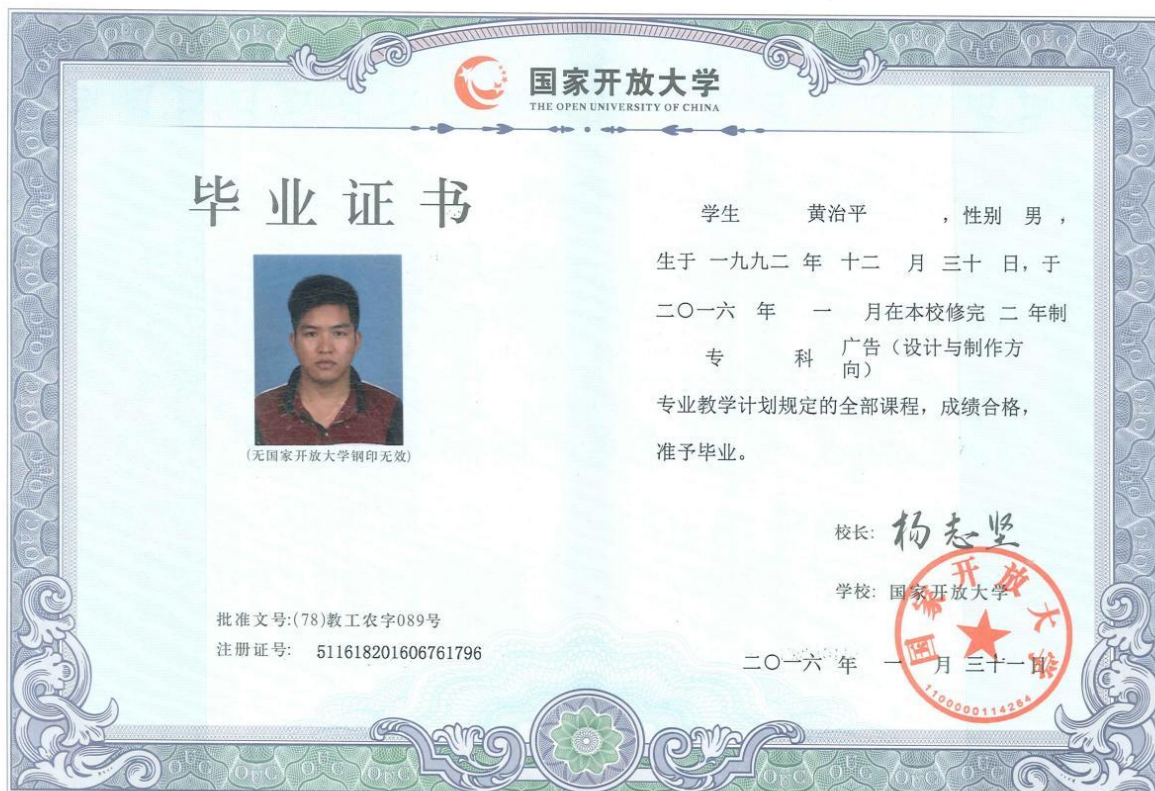 国家开放大学
THE OPEN UNIVERSITY OF CHINA
毕业证书
(无国家开放大学钢印无效)
批准文号:(78)教工农字089号
注册证号: 511618201606761796
学生 黄治平 ，性别 男 ，
生于 一九九二 年 十二 月 三十 日，于
二〇一六 年 一 月在本校修完 二 年制
专 科 广告（设计与制作方
向）
专业教学计划规定的全部课程，成绩合格，
准予毕业。
校长: 杨志坚
学校: 国家开放大学
二〇一六 年 一 月 三十一日
国家开放大学
1100000114264